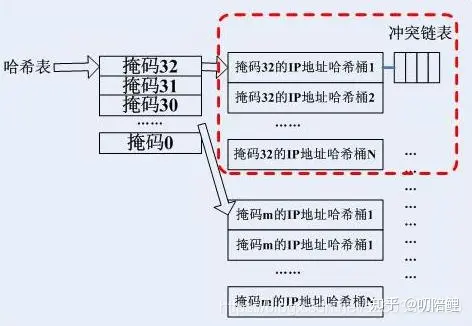 冲突链表
哈希表
掩码32
掩码31
掩码30
......
掩码0
掩码32的IP地址哈希桶1
掩码32的IP地址哈希桶2
......
掩码32的IP地址哈希桶N
...
...
...
...
...
掩码m的IP地址哈希桶1
掩码m的IP地址哈希桶1
......
掩码m的IP地址哈希桶N
知乎 @叨陪鲤